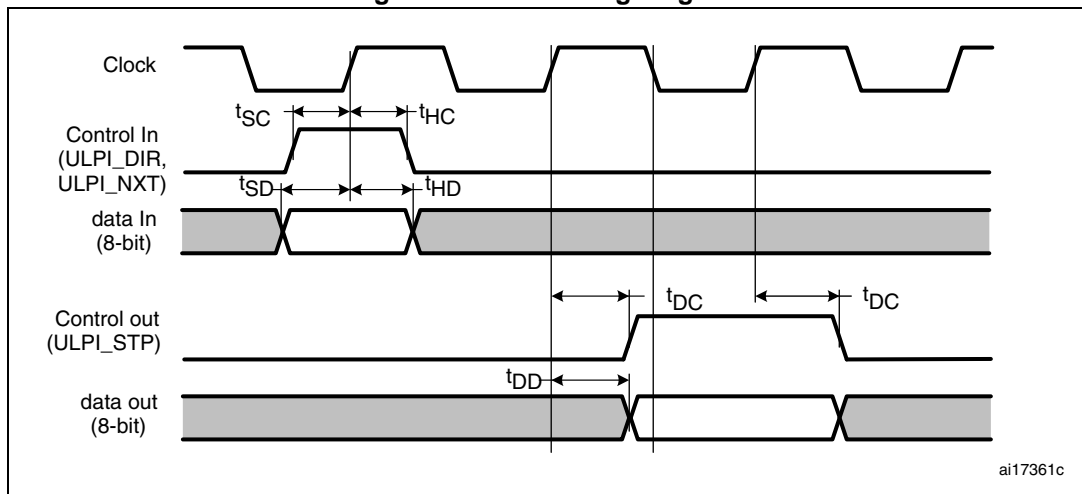 Clock
tSC
tHC
Control In
(ULPI_DIR,
ULPI_NXT)
tSD
tHD
data In
(8-bit)
tDC
tDC
Control out
(ULPI_STP)
tDD
data out
(8-bit)
ai17361c